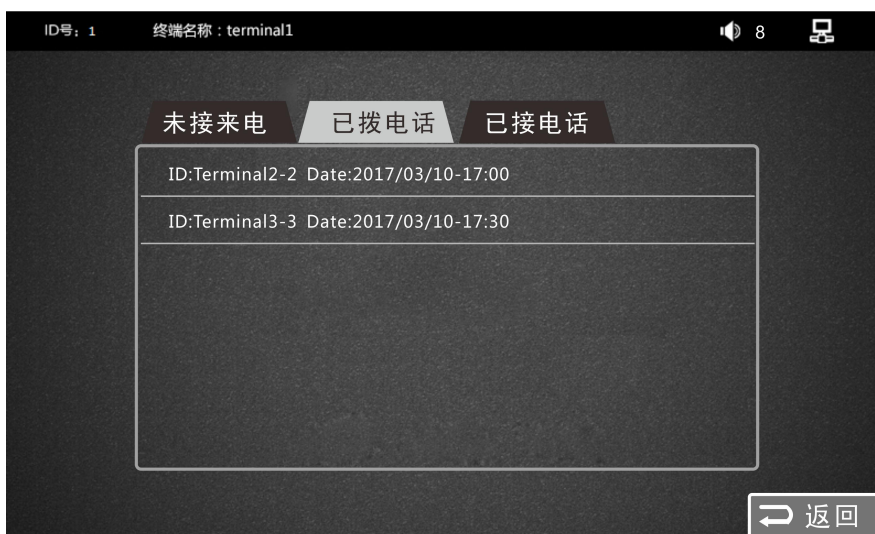 ID号：1 终端名称：terminal1 8
未接来电 已拨电话 已接电话
ID:Terminal2-2 Date:2017/03/10-17:00
ID:Terminal3-3 Date:2017/03/10-17:30
返回